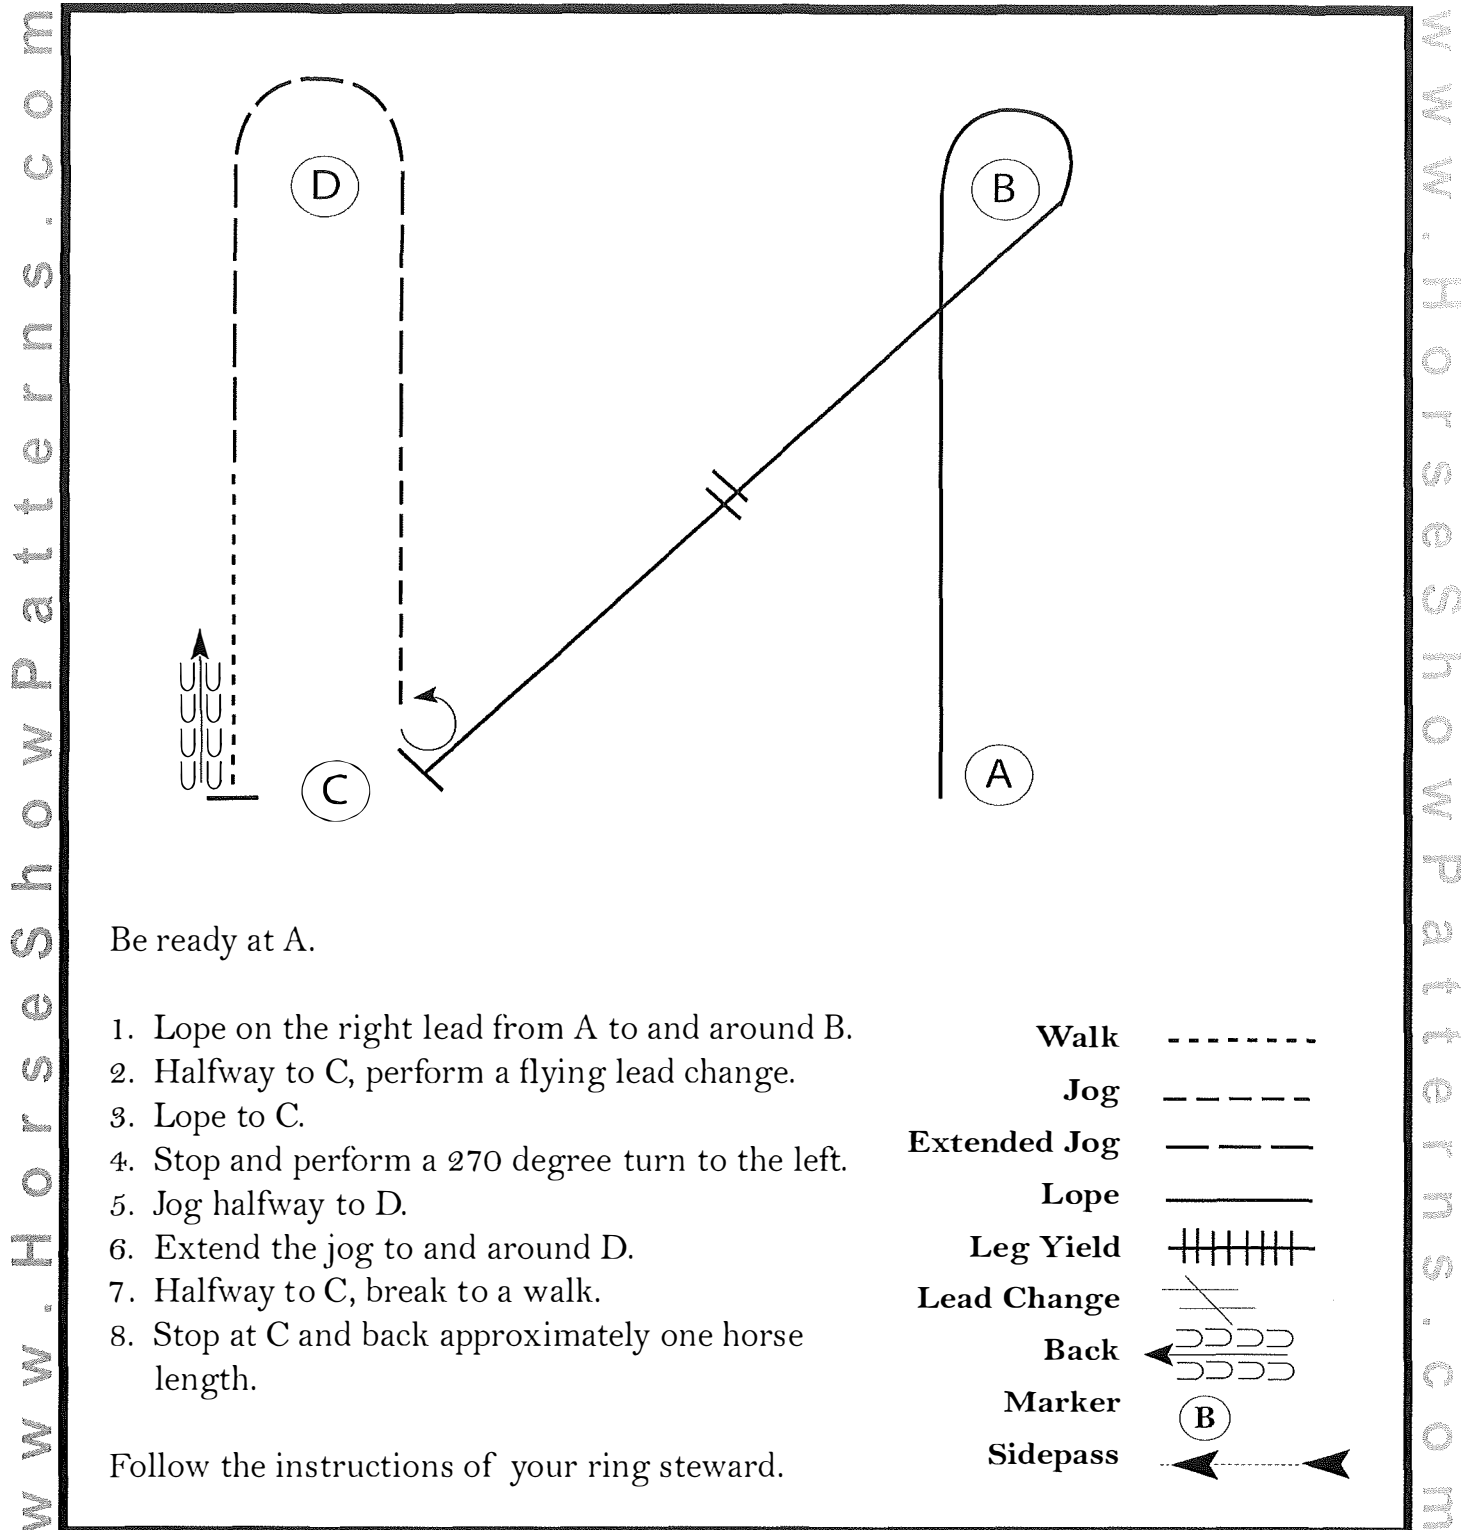 www.HorseShowPatterns.com
www.HorseShowPatterns.com
D
B
C
A
Be ready at A.
1. Lope on the right lead from A to and around B.
2. Halfway to C, perform a flying lead change.
3. Lope to C.
4. Stop and perform a 270 degree turn to the left.
5. Jog halfway to D.
6. Extend the jog to and around D.
7. Halfway to C, break to a walk.
8. Stop at C and back approximately one horse
length.
Follow the instructions of your ring steward.
Walk
Jog
Extended Jog
Lope
Leg Yield
Lead Change
Back
Marker
B
Sidepass